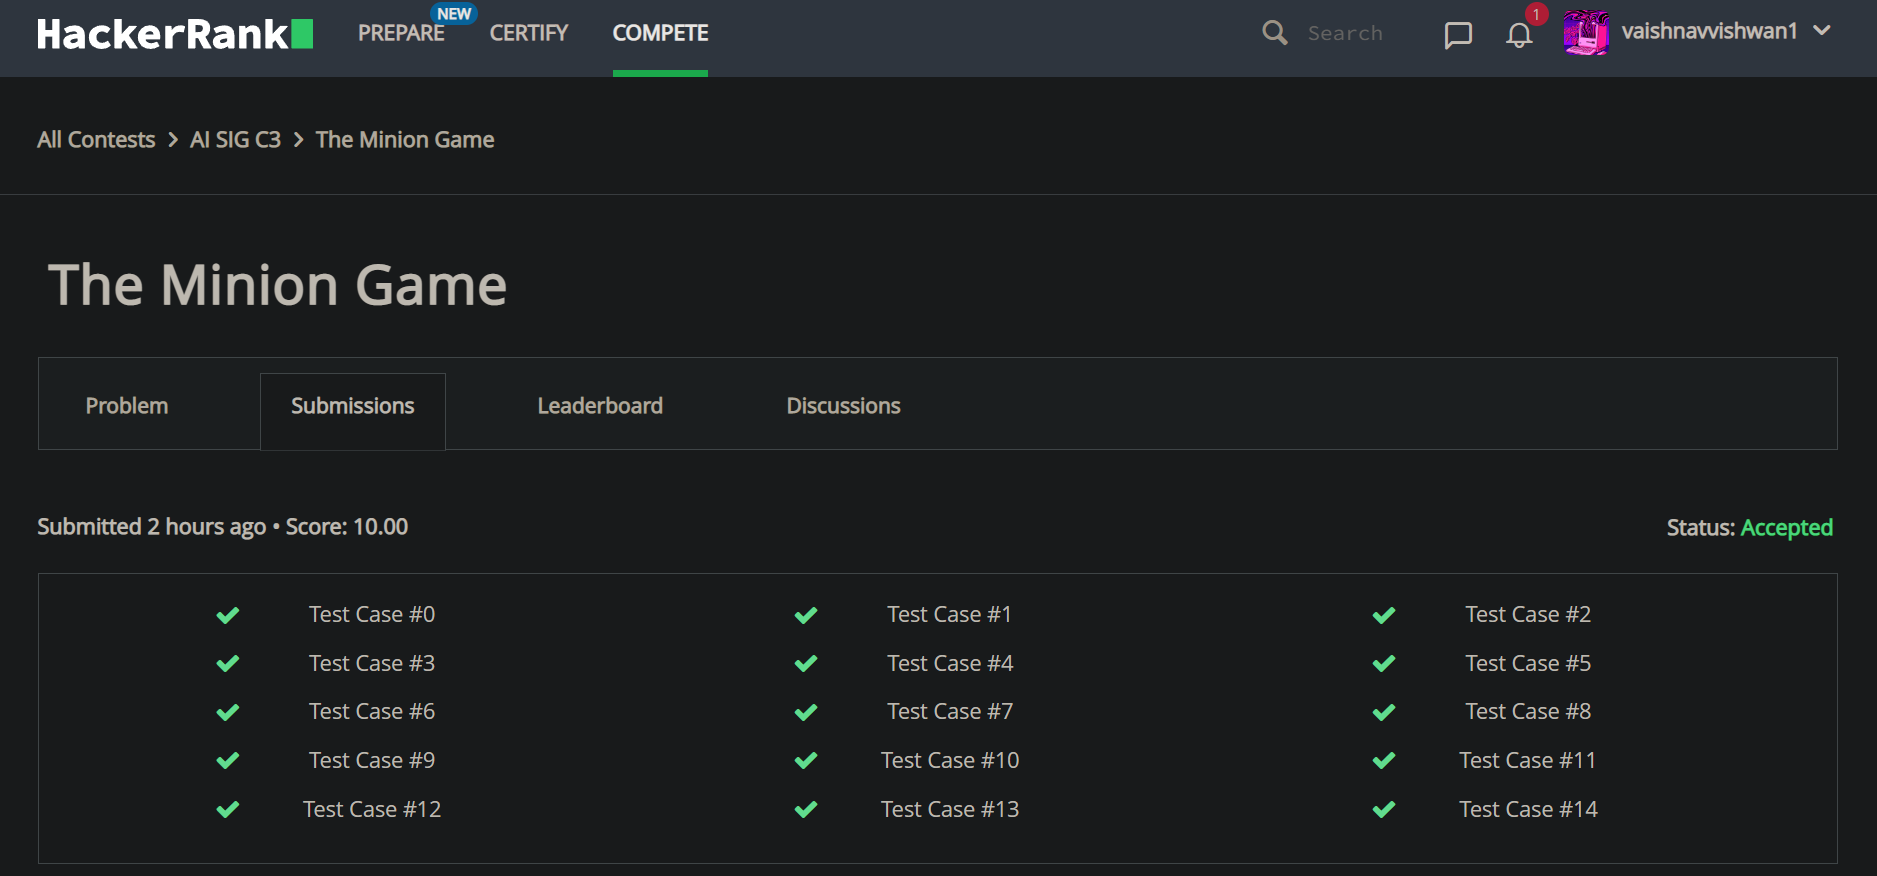 HackerRank PREPARE NEW CERTIFY COMPETE Search 1 vaishnavvishwan1
All Contests > AI SIG C3 > The Minion Game
The Minion Game
Problem Submissions Leaderboard Discussions
Submitted 2 hours ago • Score: 10.00 Status: Accepted
Test Case #0 Test Case #1 Test Case #2
Test Case #3 Test Case #4 Test Case #5
Test Case #6 Test Case #7 Test Case #8
Test Case #9 Test Case #10 Test Case #11
Test Case #12 Test Case #13 Test Case #14